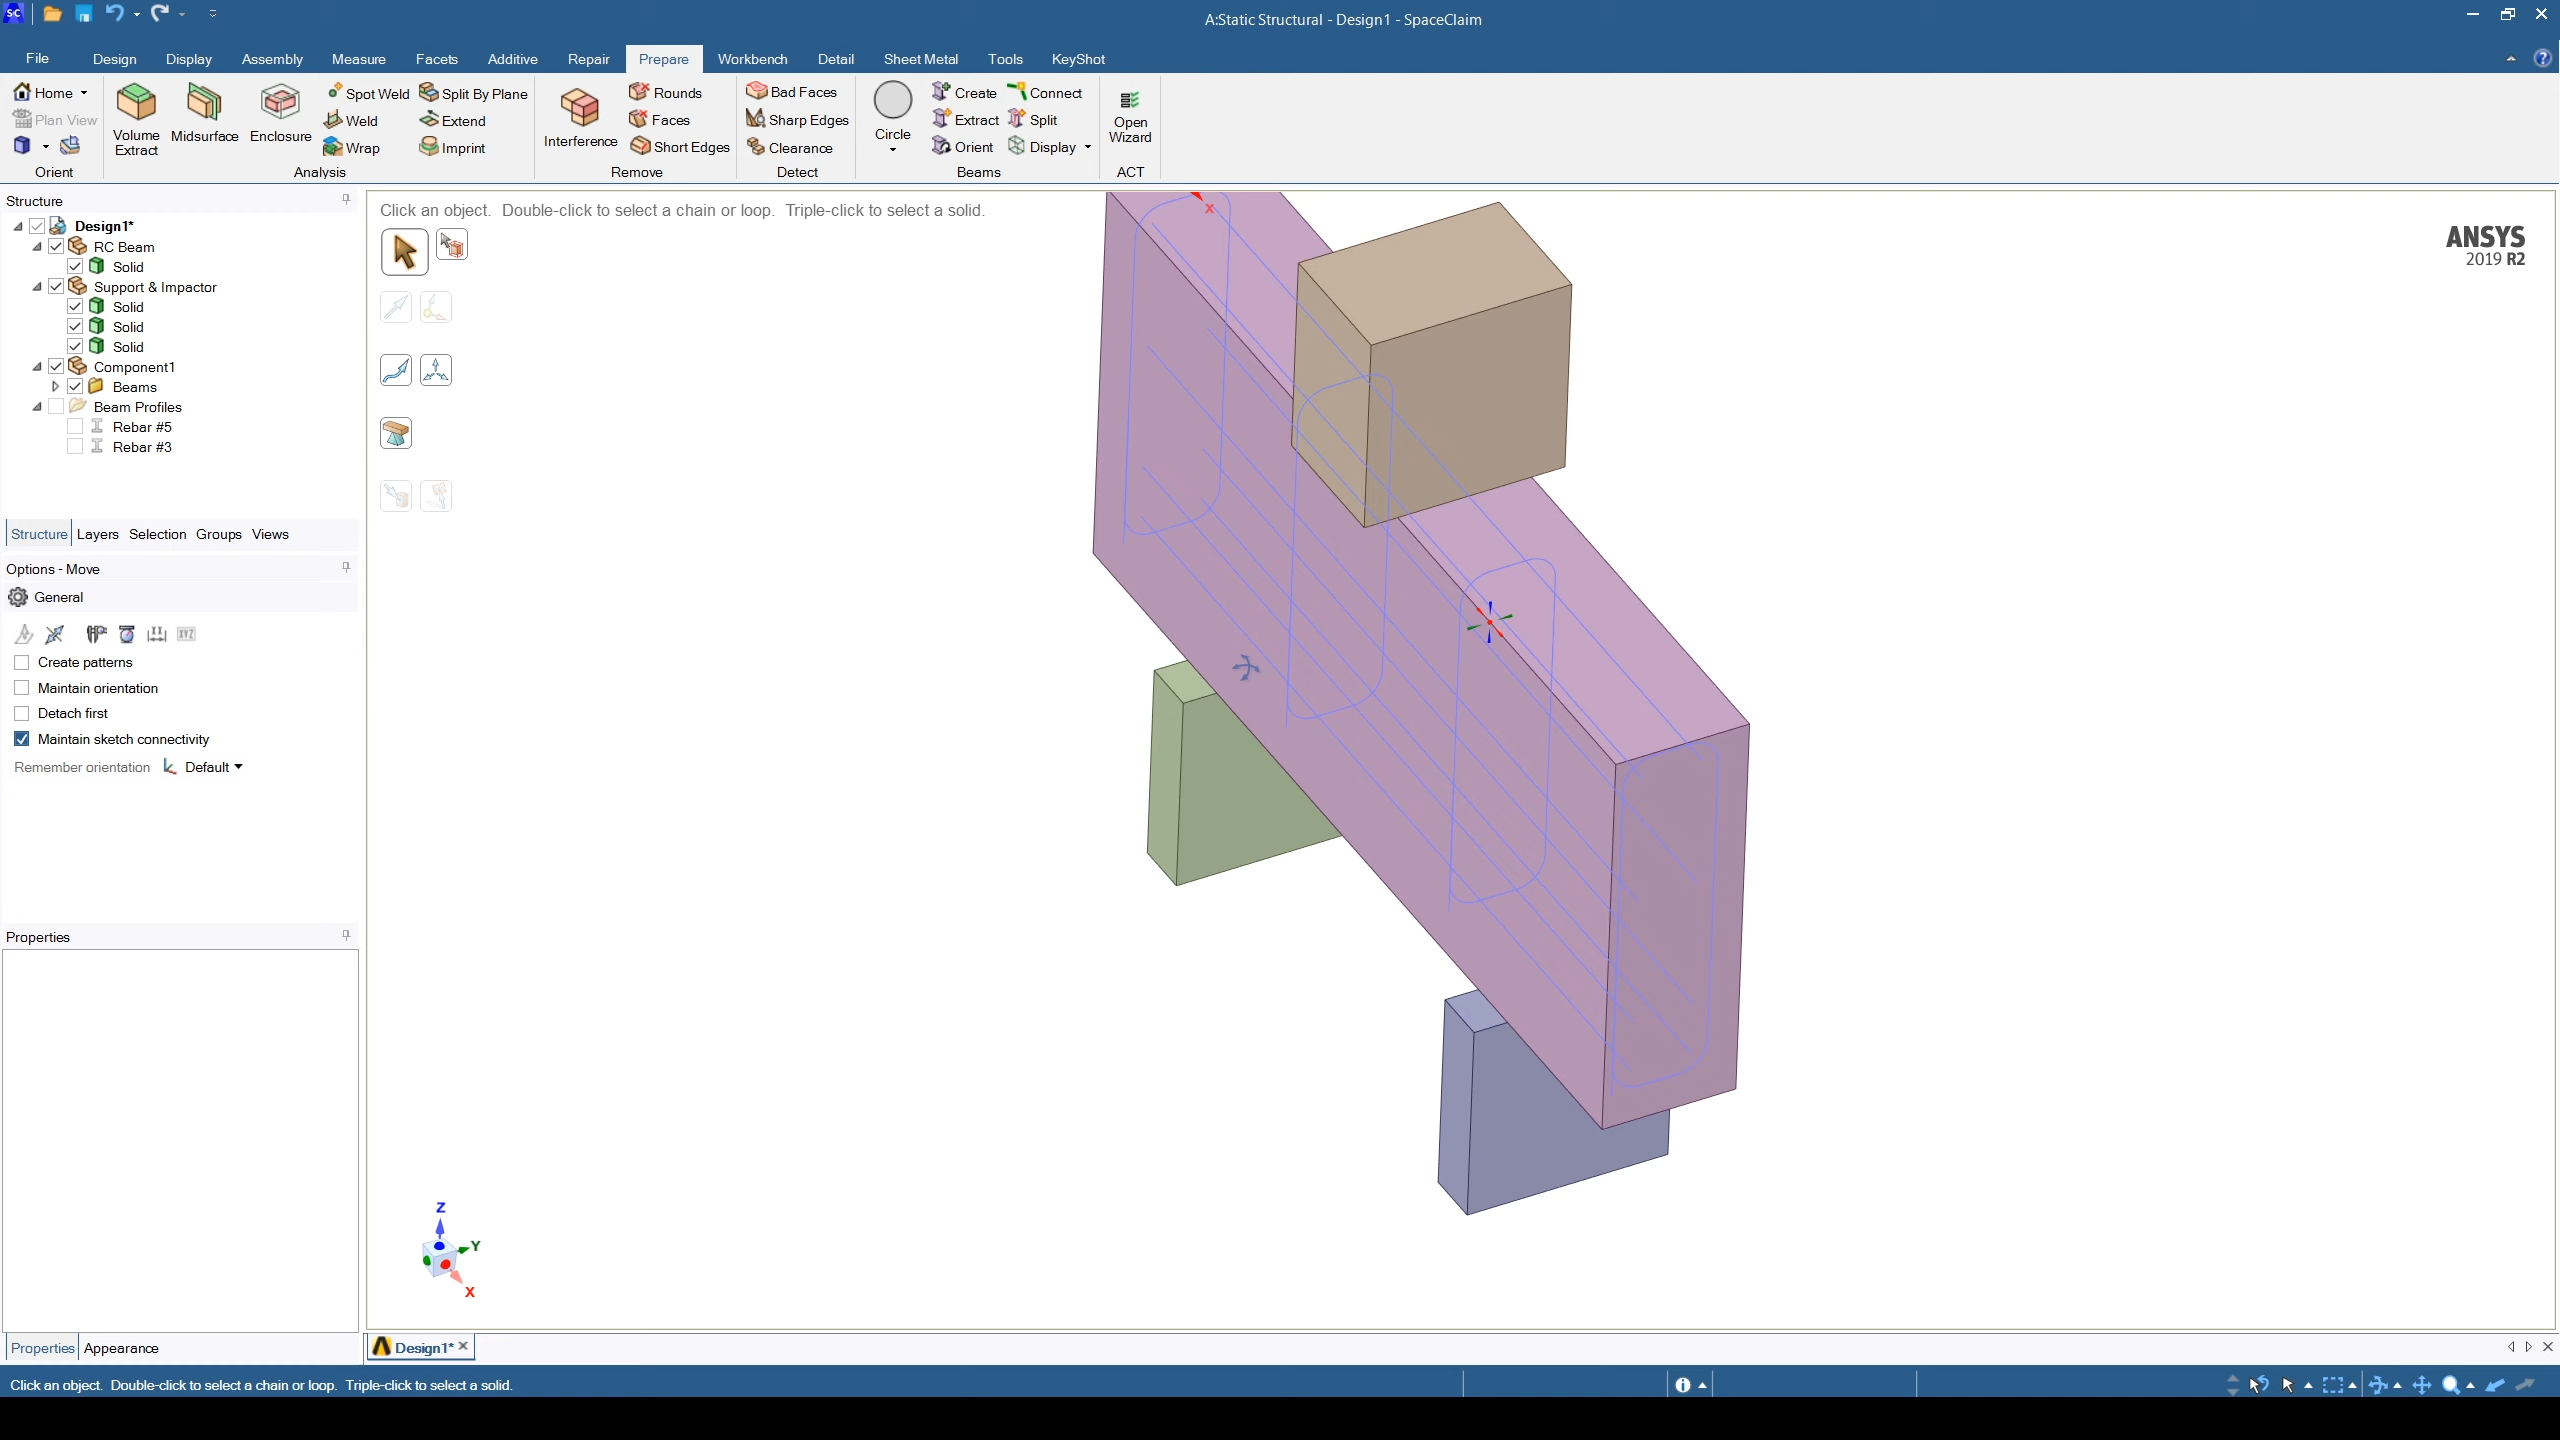 SC
A:Static Structural - Design1 - SpaceClaim
File Design Display Assembly Measure Facets Additive Repair Prepare Workbench Detail Sheet Metal Tools KeyShot
Home
Plan View
Orient
Volume Extract
Midsurface
Enclosure
Spot Weld
Weld
Wrap
Split By Plane
Extend
Imprint
Analysis
Interference
Rounds
Faces
Short Edges
Remove
Bad Faces
Sharp Edges
Clearance
Detect
Circle
Create
Extract
Orient
Connect
Split
Display
Beams
Open Wizard
ACT
Structure
Design1*
RC Beam
Solid
Support & Impactor
Solid
Solid
Solid
Component1
Beams
Beam Profiles
Rebar #5
Rebar #3
Structure Layers Selection Groups Views
Options - Move
General
XYZ
Create patterns
Maintain orientation
Detach first
Maintain sketch connectivity
Remember orientation Default
Properties
Properties Appearance
Click an object. Double-click to select a chain or loop. Triple-click to select a solid.
X
ANSYS
2019 R2
Z
Y
X
Design1*
Click an object. Double-click to select a chain or loop. Triple-click to select a solid.